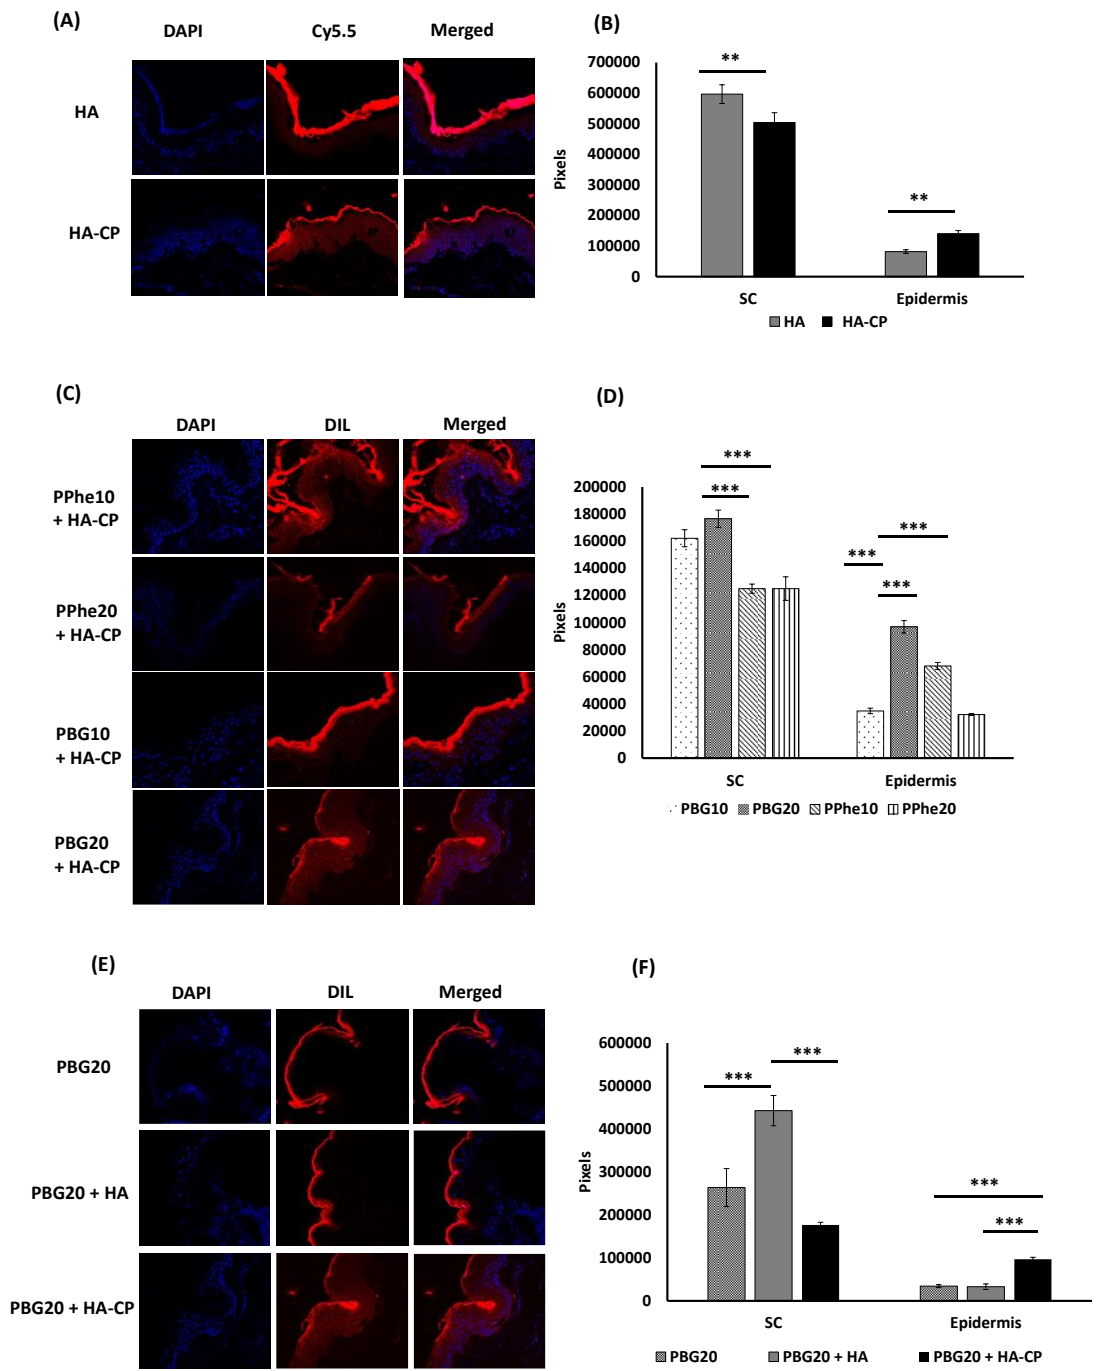 (A)
DAPI Cy5.5 Merged
HA
HA-CP
(B)
700000
600000
500000
400000
300000
200000
100000
0
Pixels
**
**
SC Epidermis
HA HA-CP
(C)
DAPI DIL Merged
PPhe10
+ HA-CP
PPhe20
+ HA-CP
PBG10
+ HA-CP
PBG20
+ HA-CP
(D)
200000
180000
160000
140000
120000
100000
80000
60000
40000
20000
0
Pixels
***
***
***
***
***
SC Epidermis
PBG10 PBG20 PPhe10 PPhe20
(E)
DAPI DIL Merged
PBG20
PBG20 + HA
PBG20 + HA-CP
(F)
600000
500000
400000
300000
200000
100000
0
Pixels
***
***
***
***
SC Epidermis
PBG20 PBG20 + HA PBG20 + HA-CP